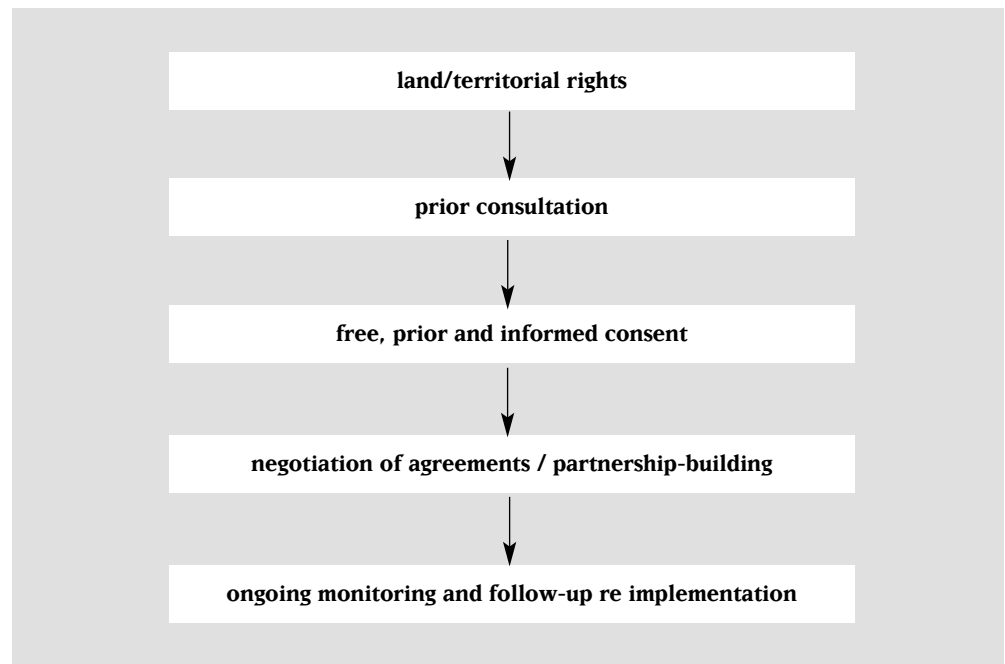 land/territorial rights
prior consultation
free, prior and informed consent
negotiation of agreements / partnership-building
ongoing monitoring and follow-up re implementation